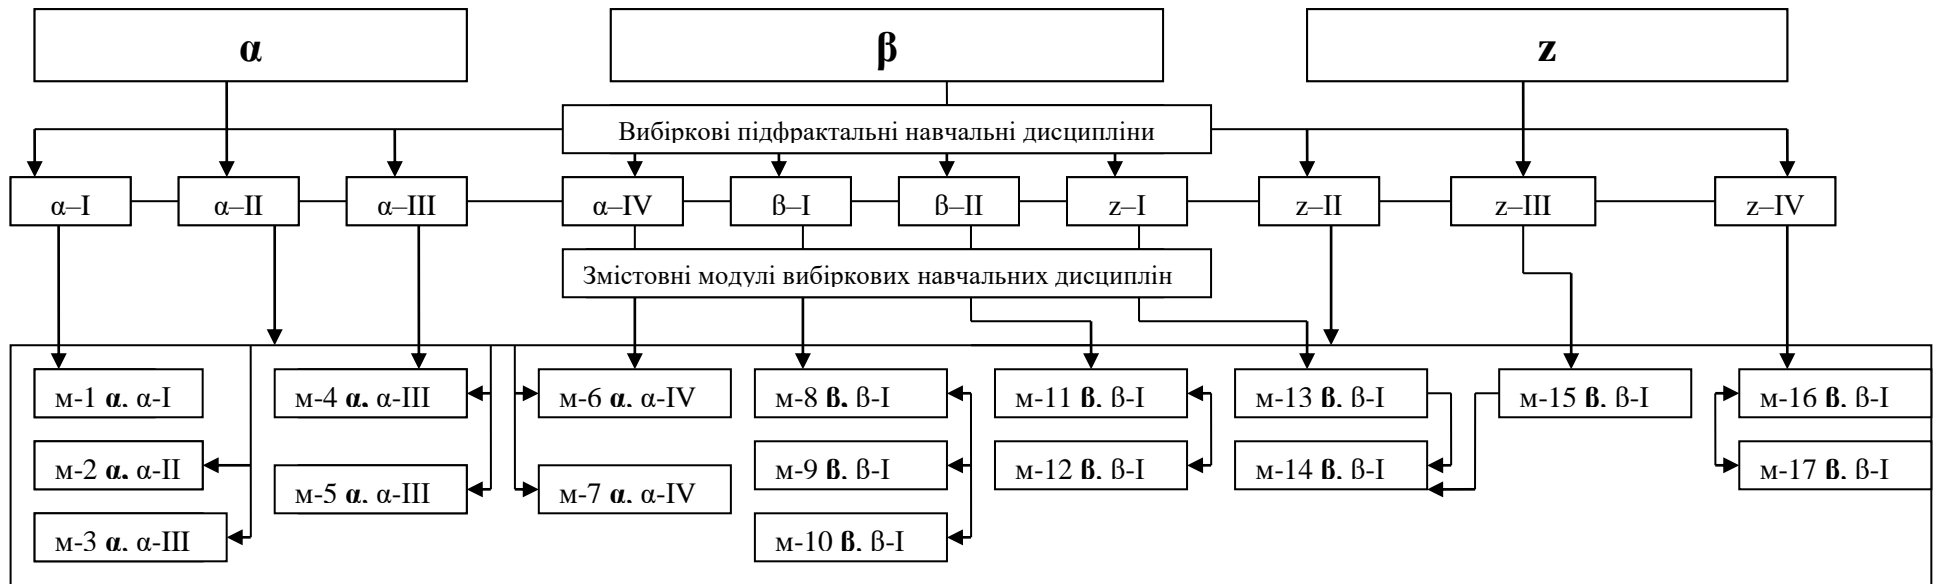 α
β
z
Вибіркові підфрактальні навчальні дисципліни
α–I
α–II
α–III
α–IV
β–I
β–II
z–I
z–II
z–III
z–IV
Змістовні модулі вибіркових навчальних дисциплін
м-1 α, α-I
м-4 α, α-III
м-6 α, α-IV
м-8 β, β-I
м-11 β, β-I
м-13 β, β-I
м-15 β, β-I
м-16 β, β-I
м-2 α, α-II
м-5 α, α-III
м-7 α, α-IV
м-9 β, β-I
м-12 β, β-I
м-14 β, β-I
м-17 β, β-I
м-3 α, α-III
м-10 β, β-I